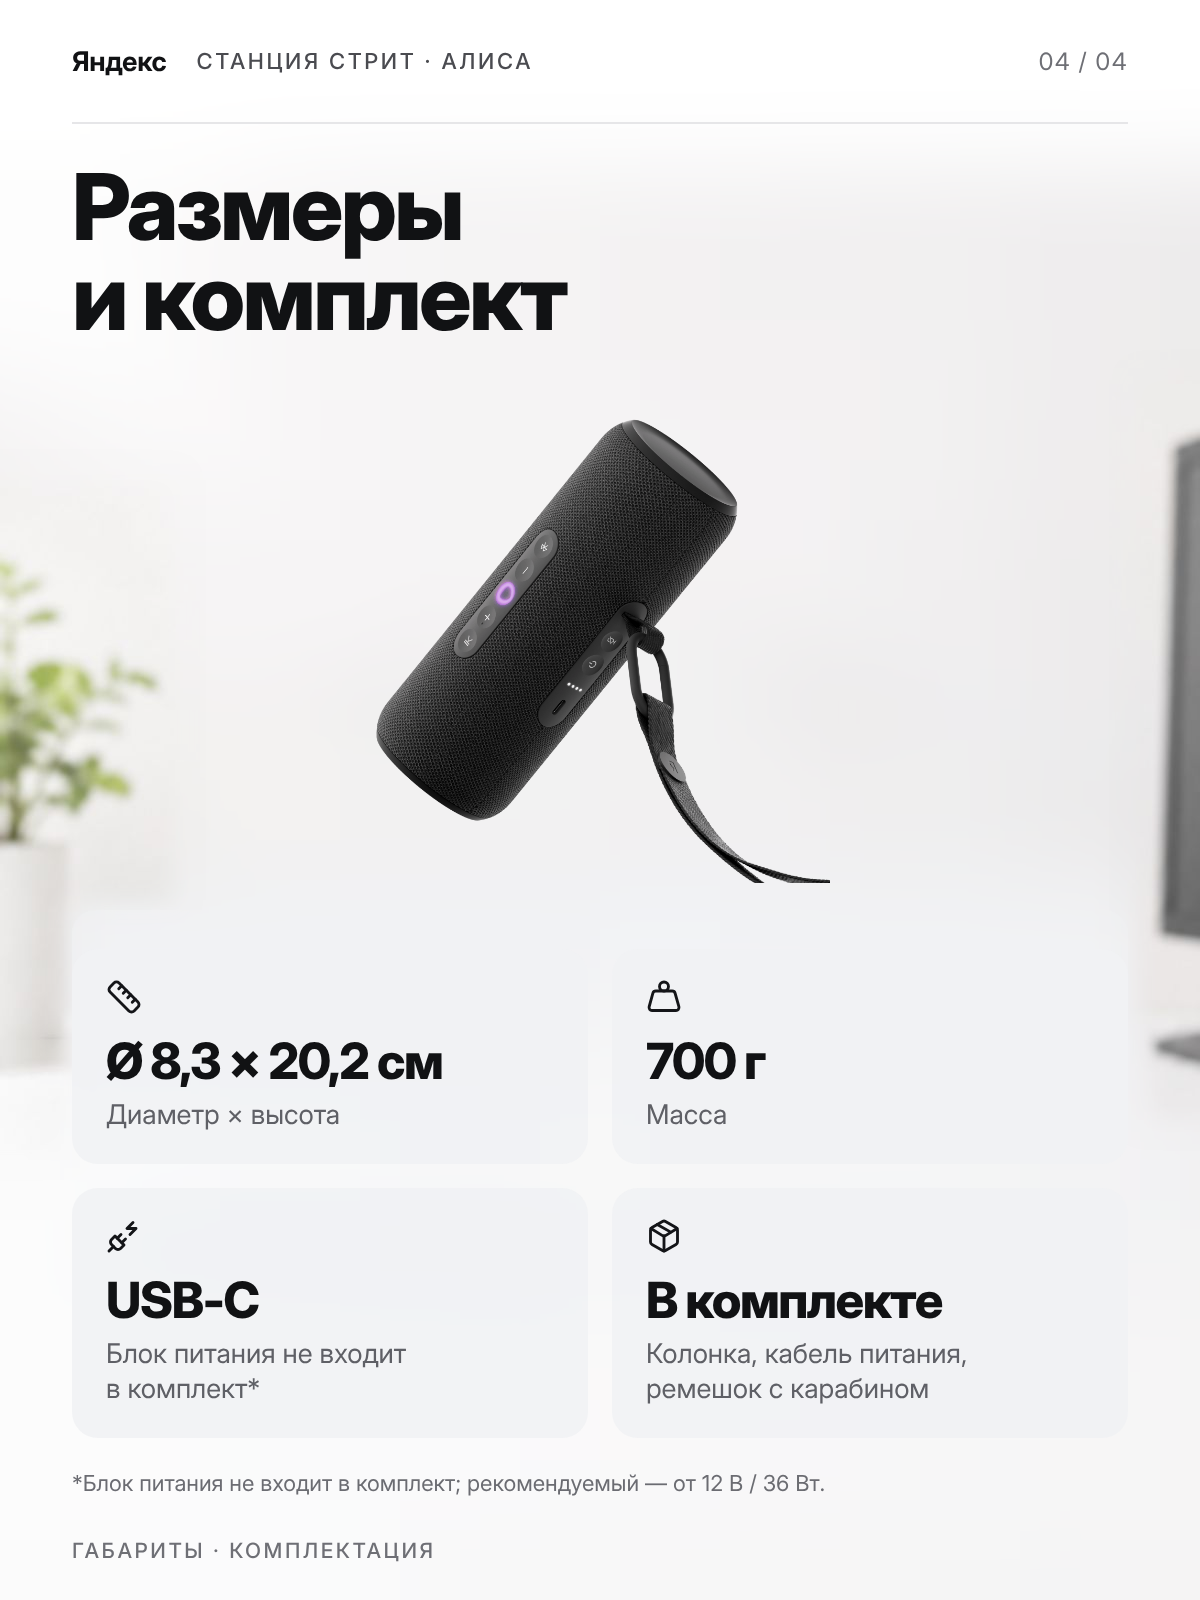 Яндекс СТАНЦИЯ СТРИТ · АЛИСА 04 / 04
Размеры
и комплект
Ø 8,3 × 20,2 см
Диаметр × высота
700 г
Масса
USB-C
Блок питания не входит
в комплект*
В комплекте
Колонка, кабель питания,
ремешок с карабином
*Блок питания не входит в комплект; рекомендуемый — от 12 В / 36 Вт.
ГАБАРИТЫ · КОМПЛЕКТАЦИЯ